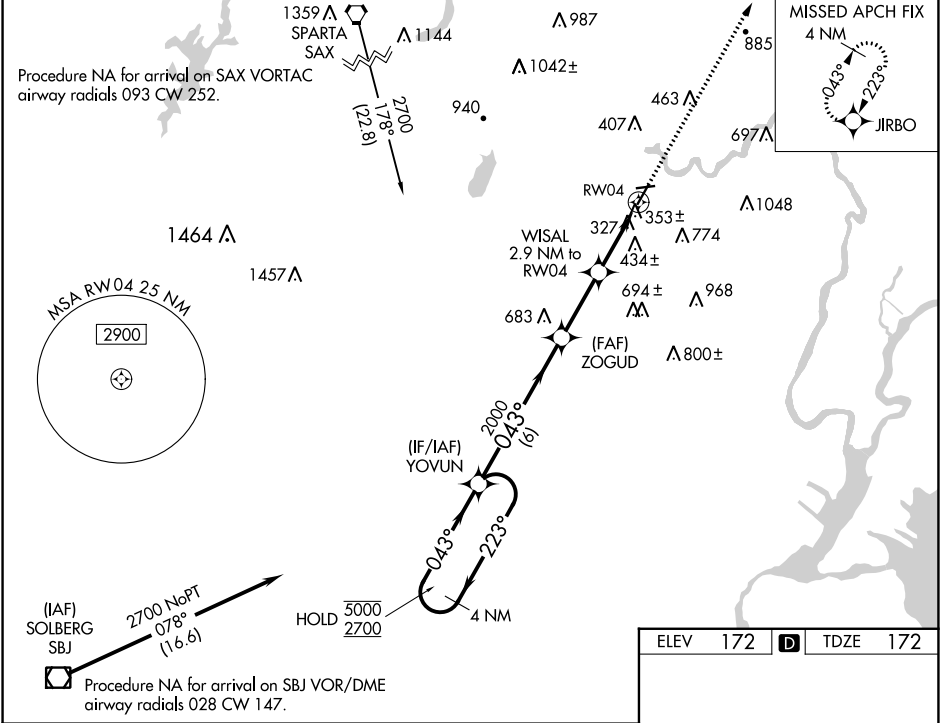 1359
SPARTA
SAX
1144
987
885
MISSED APCH FIX
4 NM
043°
223°
JIRBO
Procedure NA for arrival on SAX VORTAC
airway radials 093 CW 252.
1042±
2700
178°
(22.8)
940
463
407
697
RW04
353±
327
1048
774
1464
WISAL
2.9 NM to
RW04
434±
1457
694±
968
MSA RW04 25 NM
2900
683
(FAF)
ZOGUD
800±
2000
043°
(6)
(IF/IAF)
YOVUN
043°
223°
HOLD
5000
2700
4 NM
(IAF)
SOLBERG
SBJ
2700 NoPT
078°
(16.6)
Procedure NA for arrival on SBJ VOR/DME
airway radials 028 CW 147.
ELEV 172 D TDZE 172